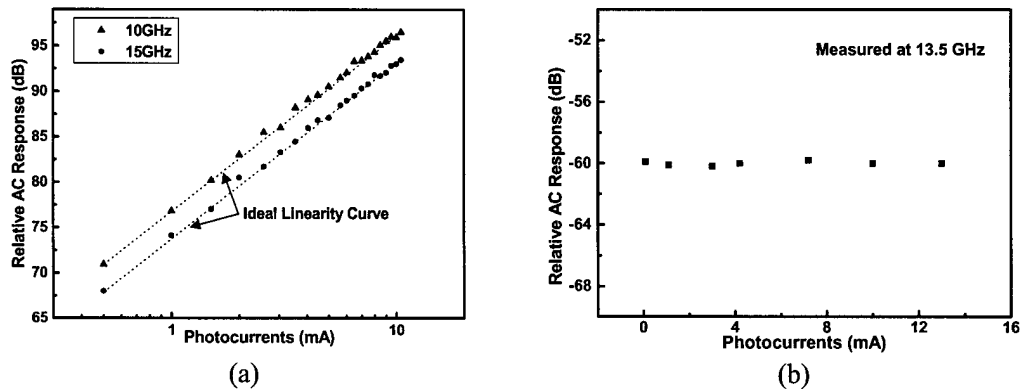 10GHz
15GHz
Relative AC Response (dB)
95
90
85
80
75
70
65
Ideal Linearity Curve
1
10
Photocurrents (mA)
(a)
Measured at 13.5 GHz
Relative AC Response (dB)
-52
-56
-60
-64
-68
0
4
8
12
16
Photocurrents (mA)
(b)